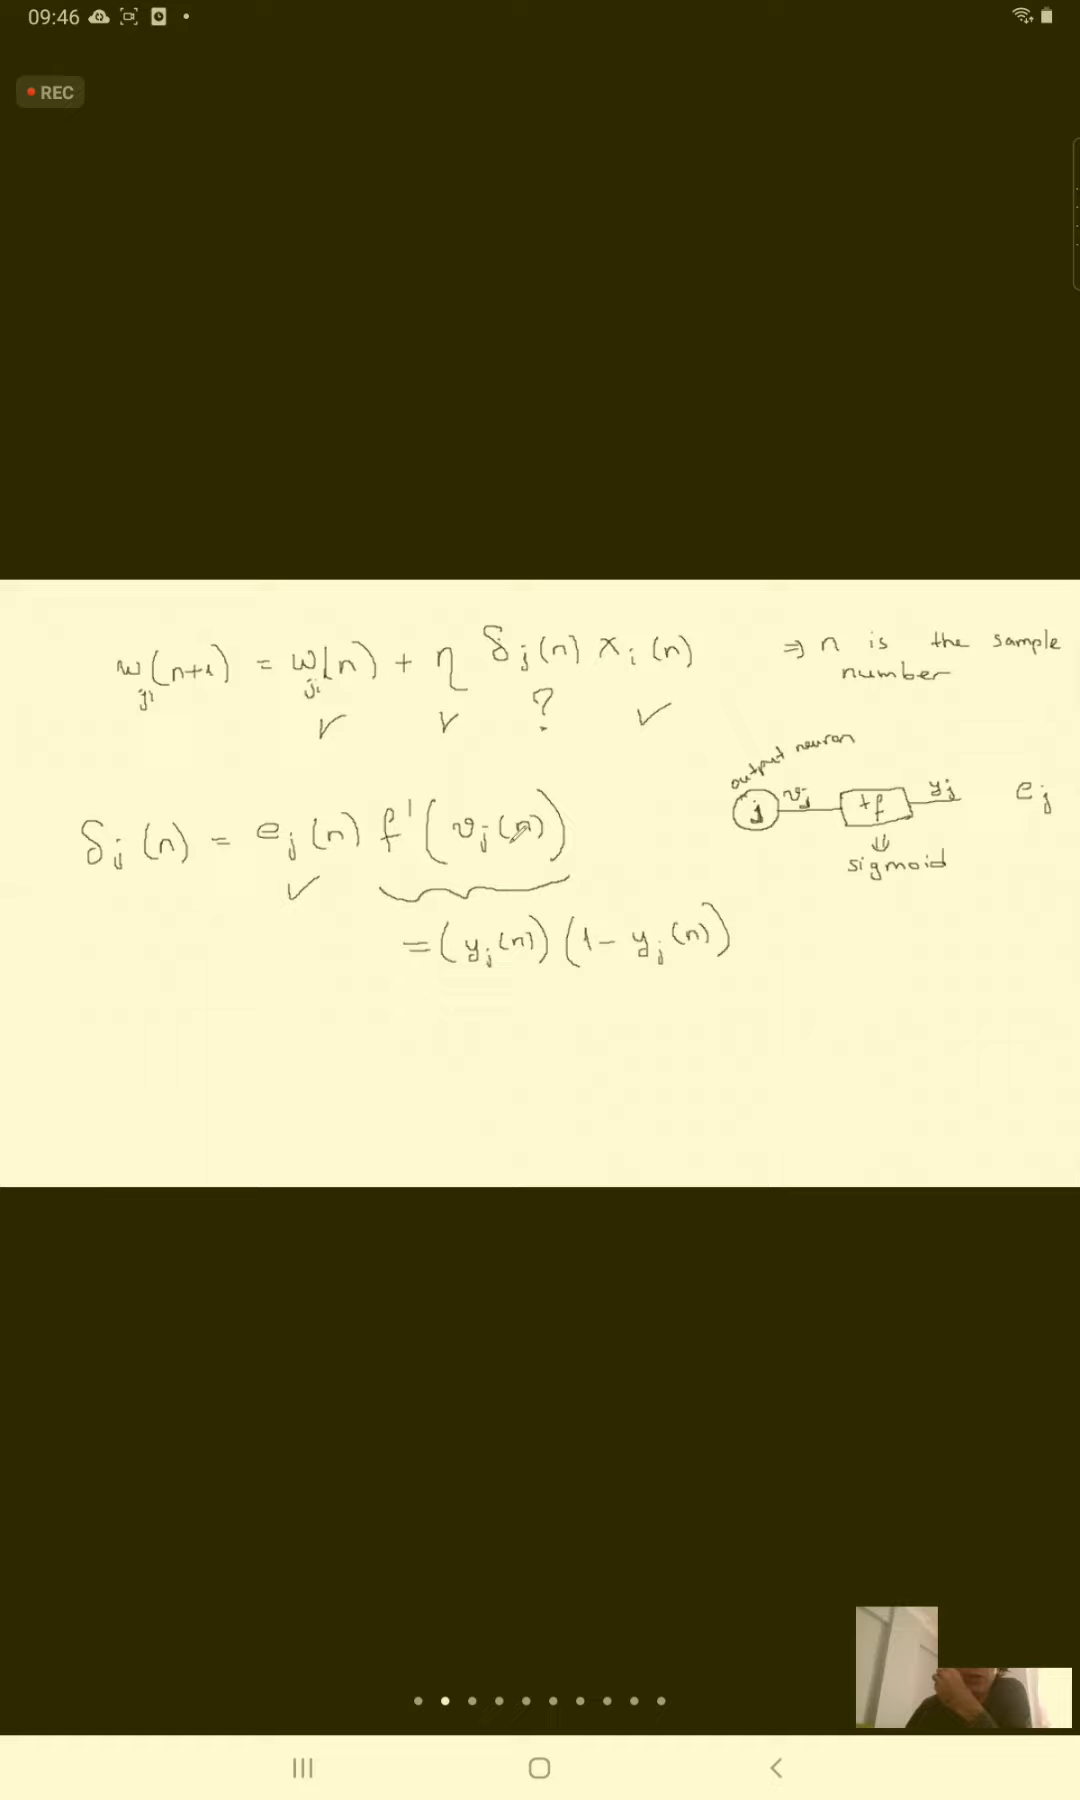 09:46
REC
w_ji(n+1) = w_ji(n) + η δ_j(n) x_i(n) ⇒ n is the sample
number
✓ ✓ ? ✓
output neuron
j v_j tf y_j e_j
⇓
sigmoid
δ_j(n) = e_j(n) f'(v_j(n))
✓
= (y_j(n)) (1 - y_j(n))